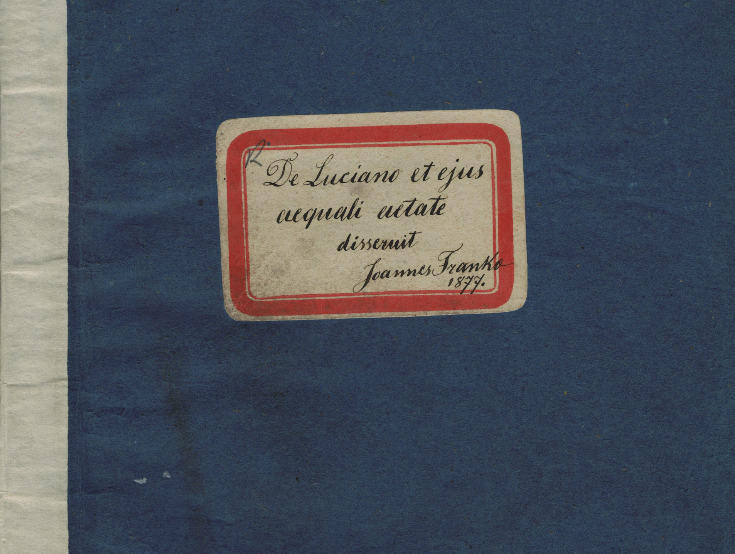 De Luciano et ejus
aequali aetate
disseruit
Joannes Franko
1877.